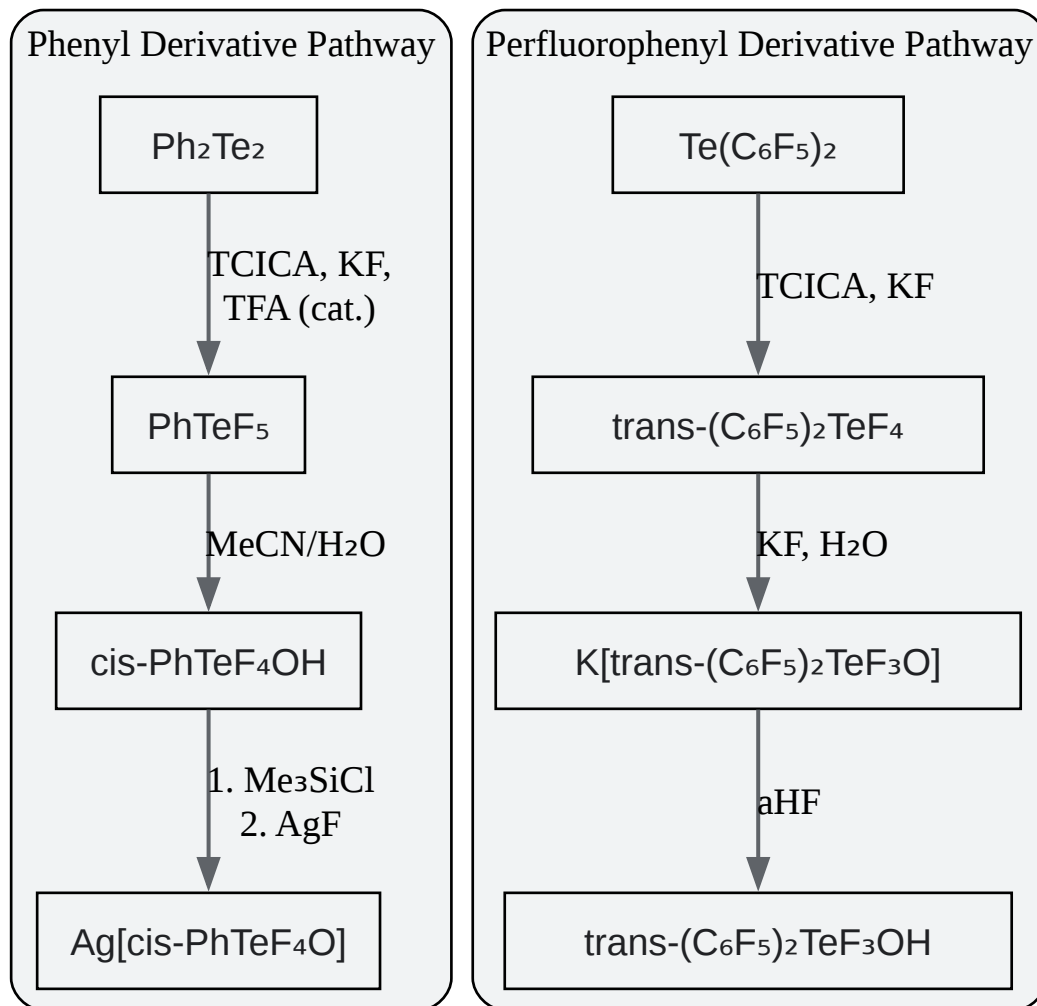 Phenyl Derivative Pathway
Ph₂Te₂
TCICA, KF,
TFA (cat.)
PhTeF₅
MeCN/H₂O
cis-PhTeF₄OH
1. Me₃SiCl
2. AgF
Ag[cis-PhTeF₄O]
Perfluorophenyl Derivative Pathway
Te(C₆F₅)₂
TCICA, KF
trans-(C₆F₅)₂TeF₄
KF, H₂O
K[trans-(C₆F₅)₂TeF₃O]
aHF
trans-(C₆F₅)₂TeF₃OH